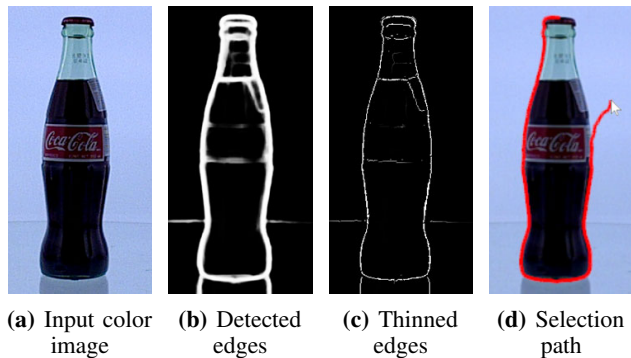 Coca-Cola
Coca-Cola
(a) Input color
image
(b) Detected
edges
(c) Thinned
edges
(d) Selection
path